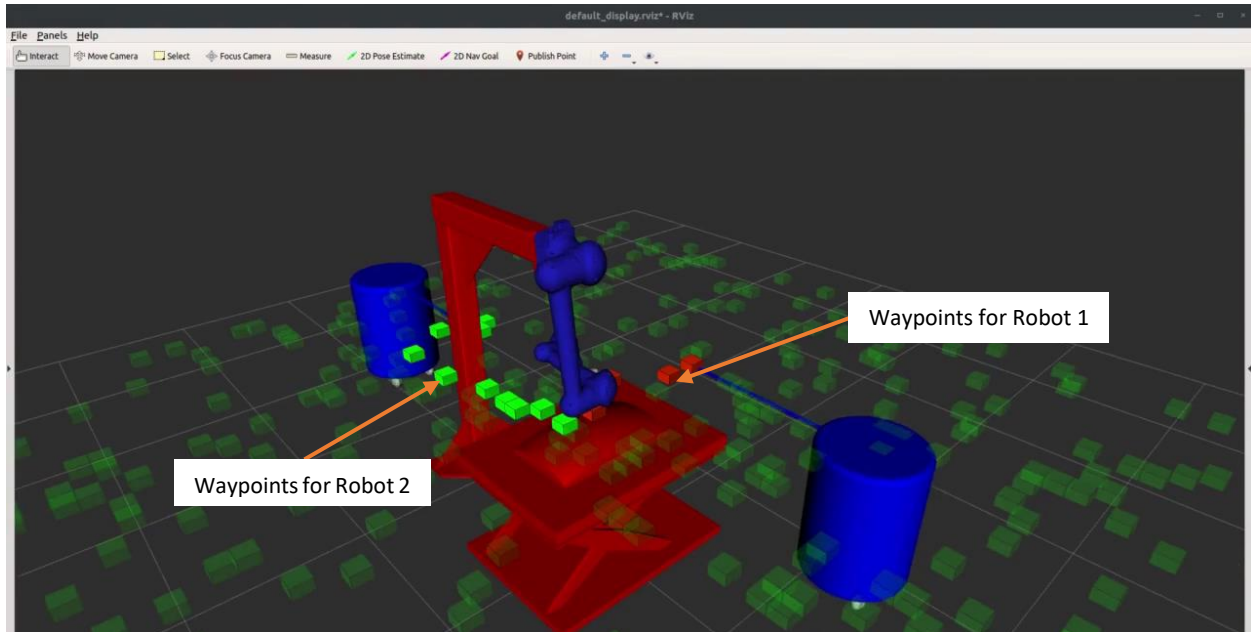 default_display.rviz* - RViz
File Panels Help
Interact Move Camera Select Focus Camera Measure 2D Pose Estimate 2D Nav Goal Publish Point
Waypoints for Robot 1
Waypoints for Robot 2